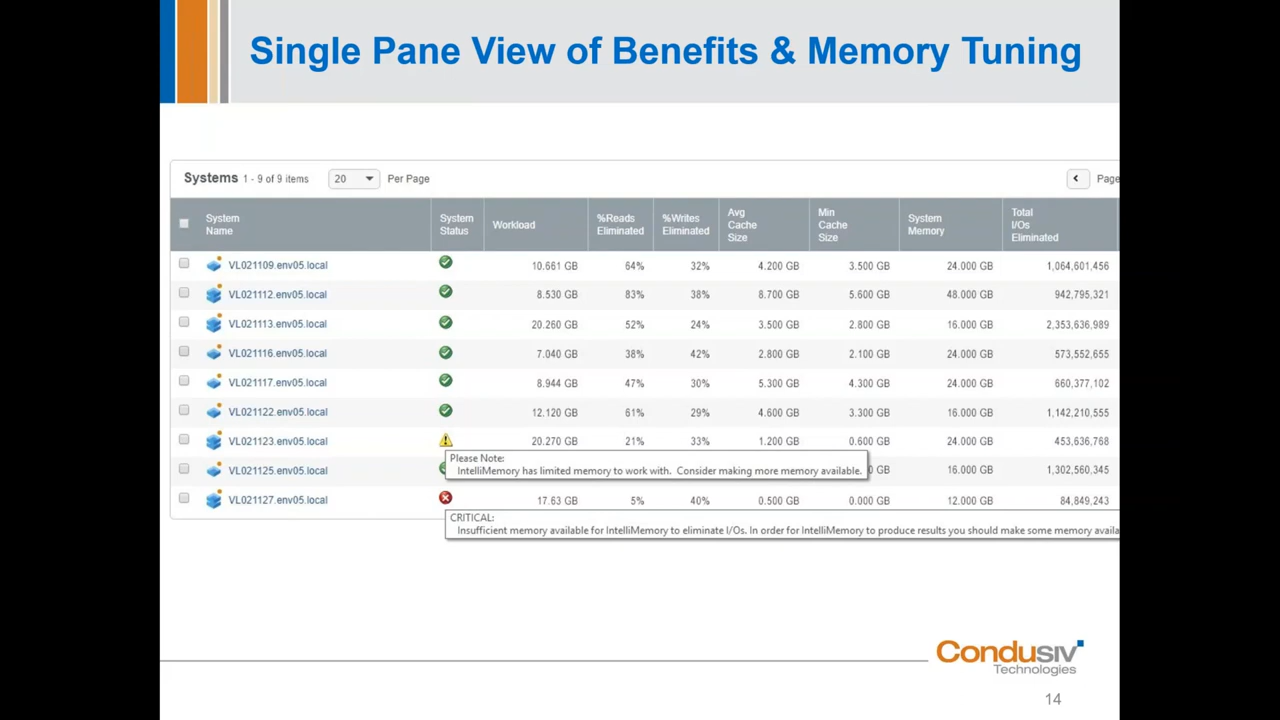 Single Pane View of Benefits & Memory Tuning
Systems 1 - 9 of 9 items 20 Per Page Page
System Name System Status Workload %Reads Eliminated %Writes Eliminated Avg Cache Size Min Cache Size System Memory Total I/Os Eliminated
VL021109.env05.local 10.661 GB 64% 32% 4.200 GB 3.500 GB 24.000 GB 1,064,601,456
VL021112.env05.local 8.530 GB 83% 38% 8.700 GB 5.600 GB 48.000 GB 942,795,321
VL021113.env05.local 20.260 GB 52% 24% 3.500 GB 2.800 GB 16.000 GB 2,353,636,989
VL021116.env05.local 7.040 GB 38% 42% 2.800 GB 2.100 GB 24.000 GB 573,552,655
VL021117.env05.local 8.944 GB 47% 30% 5.300 GB 4.300 GB 24.000 GB 660,377,102
VL021122.env05.local 12.120 GB 61% 29% 4.600 GB 3.300 GB 16.000 GB 1,142,210,555
VL021123.env05.local 20.270 GB 21% 33% 1.200 GB 0.600 GB 24.000 GB 453,636,768
Please Note:
IntelliMemory has limited memory to work with. Consider making more memory available.
VL021125.env05.local 0 GB 16.000 GB 1,302,560,345
VL021127.env05.local 17.63 GB 5% 40% 0.500 GB 0.000 GB 12.000 GB 84,849,243
CRITICAL:
Insufficient memory available for IntelliMemory to eliminate I/Os. In order for IntelliMemory to produce results you should make some memory availa
Condusiv
Technologies
14